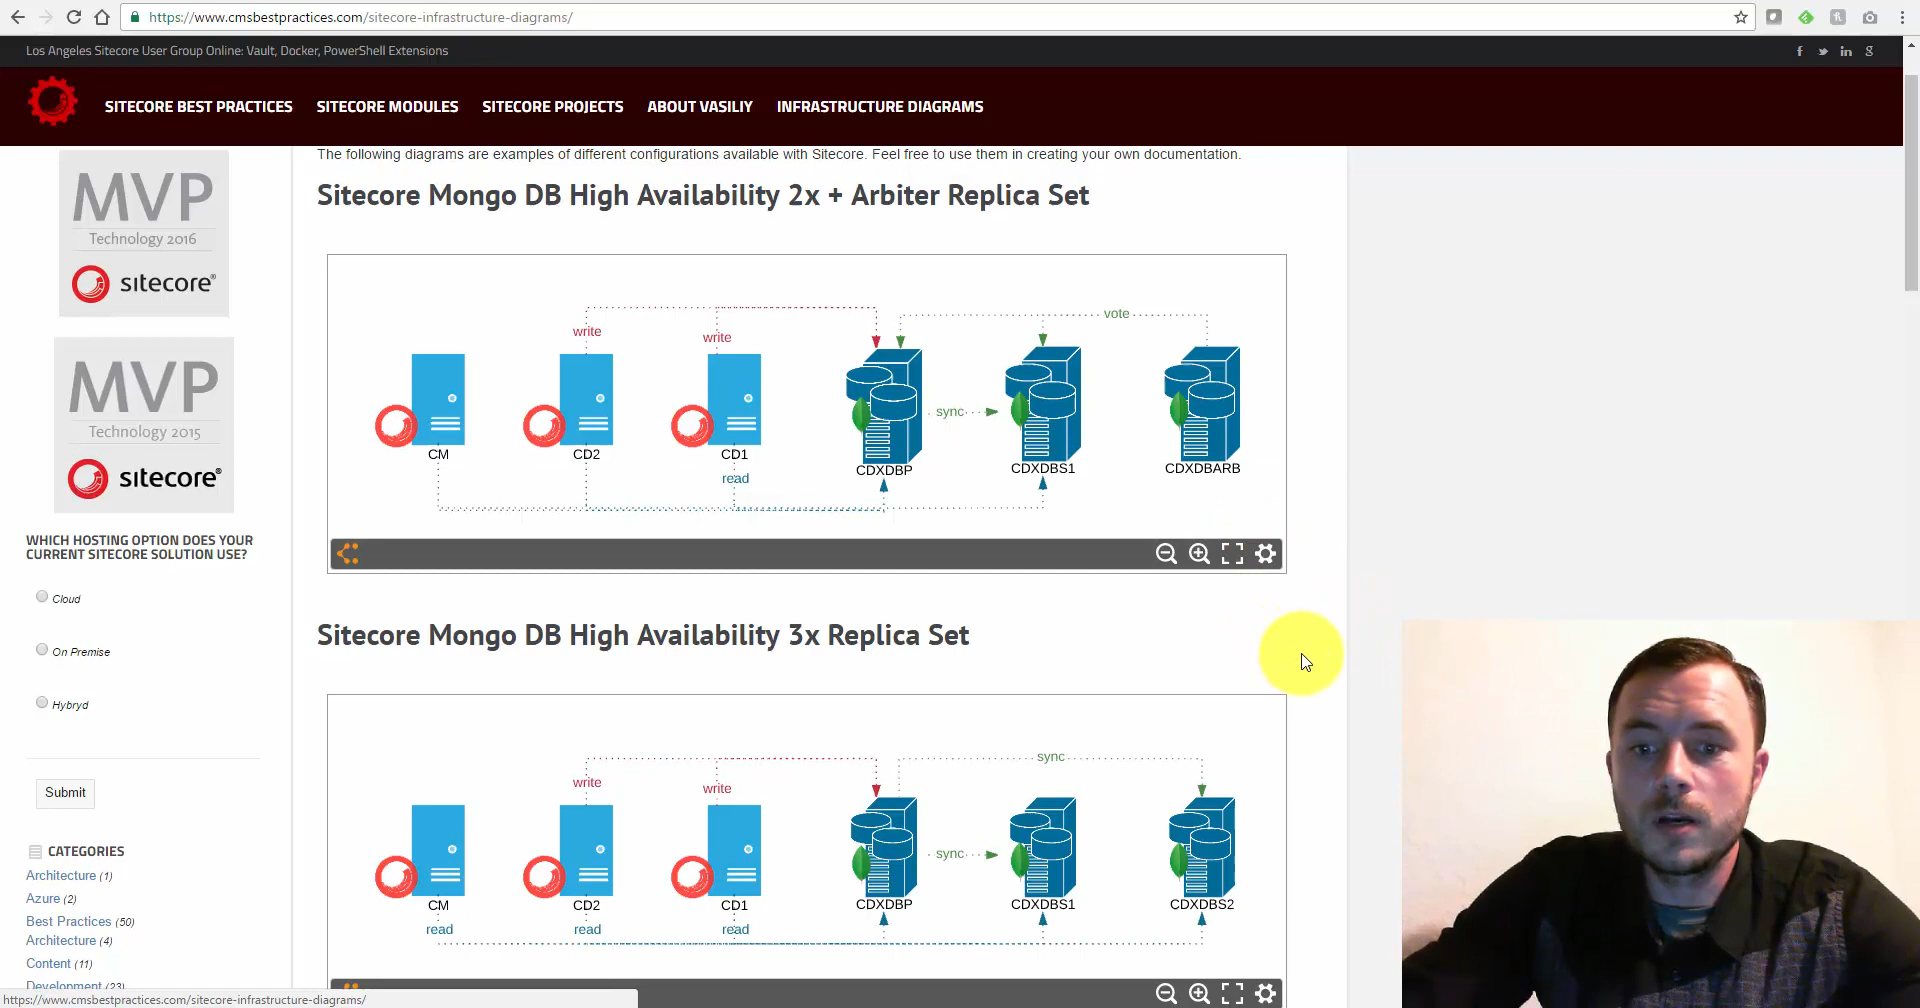 https://www.cmsbestpractices.com/sitecore-infrastructure-diagrams/
Los Angeles Sitecore User Group Online: Vault, Docker, PowerShell Extensions
SITECORE BEST PRACTICES
SITECORE MODULES
SITECORE PROJECTS
ABOUT VASILIY
INFRASTRUCTURE DIAGRAMS
MVP
Technology 2016
sitecore®
MVP
Technology 2015
sitecore®
WHICH HOSTING OPTION DOES YOUR
CURRENT SITECORE SOLUTION USE?
Cloud
On Premise
Hybryd
Submit
CATEGORIES
Architecture (1)
Azure (2)
Best Practices (50)
Architecture (4)
Content (11)
Development (23)
The following diagrams are examples of different configurations available with Sitecore. Feel free to use them in creating your own documentation.
Sitecore Mongo DB High Availability 2x + Arbiter Replica Set
vote
write
write
sync
CM
CD2
CD1
CDXDBP
CDXDBS1
CDXDBARB
read
Sitecore Mongo DB High Availability 3x Replica Set
sync
write
write
sync
CM
CD2
CD1
CDXDBP
CDXDBS1
CDXDBS2
read
read
read
https://www.cmsbestpractices.com/sitecore-infrastructure-diagrams/